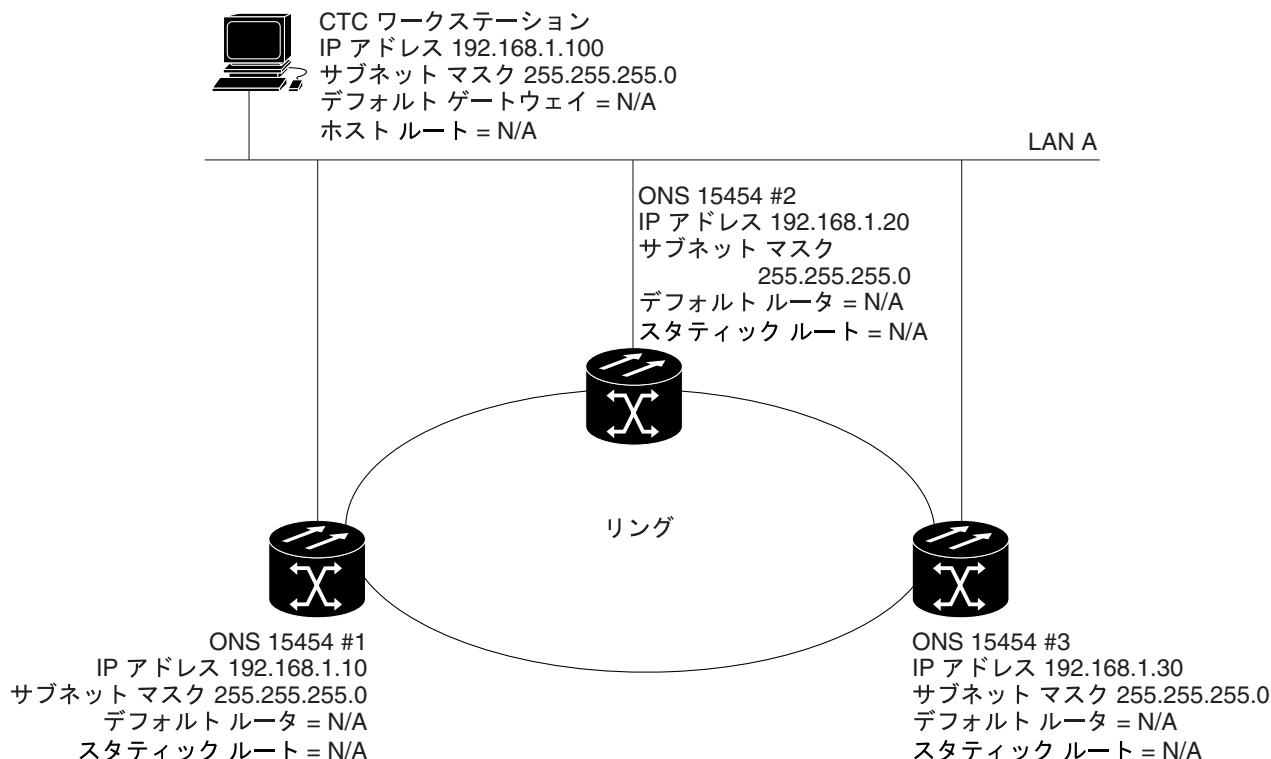 CTC ワークステーション
IP アドレス 192.168.1.100
サブネット マスク 255.255.255.0
デフォルト ゲートウェイ = N/A
ホスト ルート = N/A
LAN A
ONS 15454 #2
IP アドレス 192.168.1.20
サブネット マスク
255.255.255.0
デフォルト ルータ = N/A
スタティック ルート = N/A
リング
ONS 15454 #1
IP アドレス 192.168.1.10
サブネット マスク 255.255.255.0
デフォルト ルータ = N/A
スタティック ルート = N/A
ONS 15454 #3
IP アドレス 192.168.1.30
サブネット マスク 255.255.255.0
デフォルト ルータ = N/A
スタティック ルート = N/A